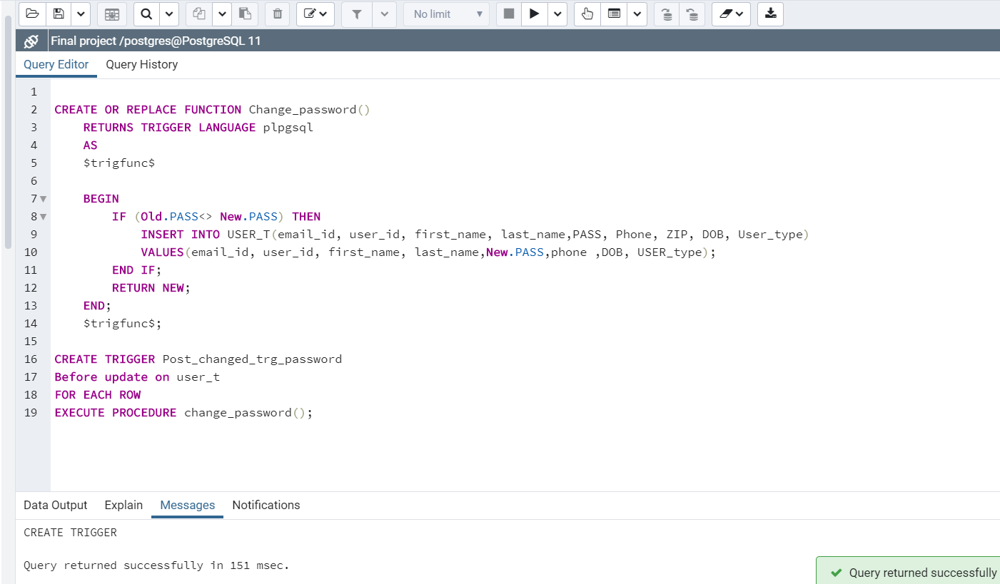 No limit
Final project /postgres@PostgreSQL 11
Query Editor Query History
1
2 CREATE OR REPLACE FUNCTION Change_password()
3 RETURNS TRIGGER LANGUAGE plpgsql
4 AS
5 $trigfunc$
6
7 BEGIN
8 IF (Old.PASS<> New.PASS) THEN
9 INSERT INTO USER_T(email_id, user_id, first_name, last_name,PASS, Phone, ZIP, DOB, User_type)
10 VALUES(email_id, user_id, first_name, last_name,New.PASS,phone ,DOB, USER_type);
11 END IF;
12 RETURN NEW;
13 END;
14 $trigfunc$;
15
16 CREATE TRIGGER Post_changed_trg_password
17 Before update on user_t
18 FOR EACH ROW
19 EXECUTE PROCEDURE change_password();
Data Output Explain Messages Notifications
CREATE TRIGGER
Query returned successfully in 151 msec.
Query returned successfully